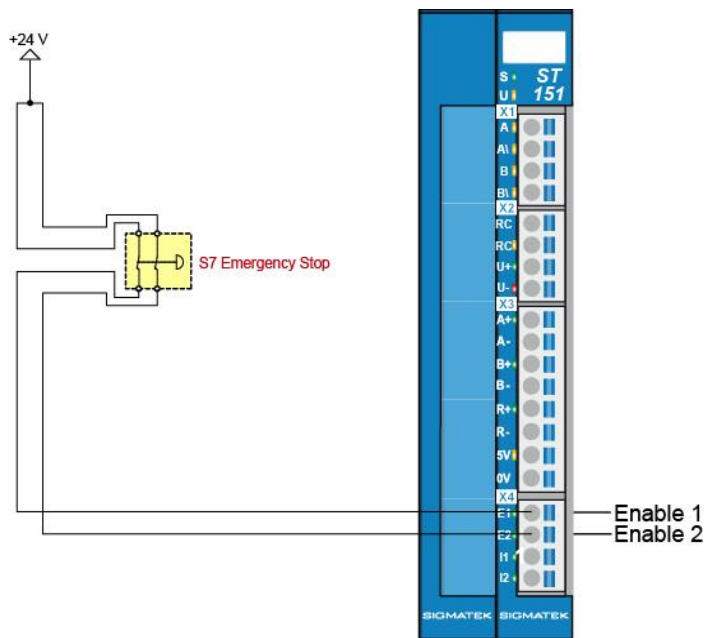 +24 V
S7 Emergency Stop
S ST
U 151
X1
A
A\
B
B\
X2
RC
RC
U+
U-
X3
A+
A-
B+
B-
R+
R-
5V
0V
X4
E1 Enable 1
E2 Enable 2
I1
I2
SIGMATEK SIGMATEK